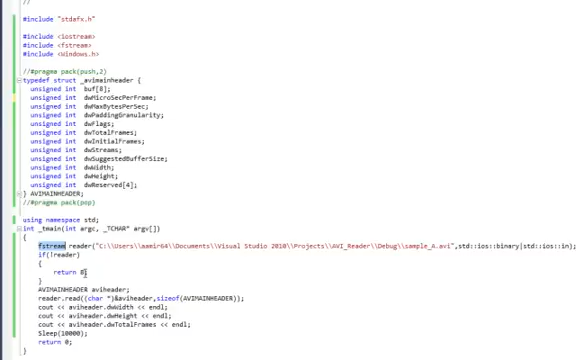 //
#include "stdafx.h"
#include <iostream>
#include <fstream>
#include <Windows.h>
//#pragma pack(push,2)
typedef struct _avimainheader {
unsigned int buf[8];
unsigned int dwMicroSecPerFrame;
unsigned int dwMaxBytesPerSec;
unsigned int dwPaddingGranularity;
unsigned int dwFlags;
unsigned int dwTotalFrames;
unsigned int dwInitialFrames;
unsigned int dwStreams;
unsigned int dwSuggestedBufferSize;
unsigned int dwWidth;
unsigned int dwHeight;
unsigned int dwReserved[4];
} AVIMAINHEADER;
//#pragma pack(pop)
using namespace std;
int _tmain(int argc, _TCHAR* argv[])
{
fstream reader("C:\\Users\\aamir64\\Documents\\Visual Studio 2010\\Projects\\AVI_Reader\\Debug\\sample_A.avi",std::ios::binary|std::ios::in);
if(!reader)
{
return 8;
}
AVIMAINHEADER aviheader;
reader.read((char *)&aviheader,sizeof(AVIMAINHEADER));
cout << aviheader.dwWidth << endl;
cout << aviheader.dwHeight << endl;
cout << aviheader.dwTotalFrames << endl;
Sleep(10000);
return 0;
}